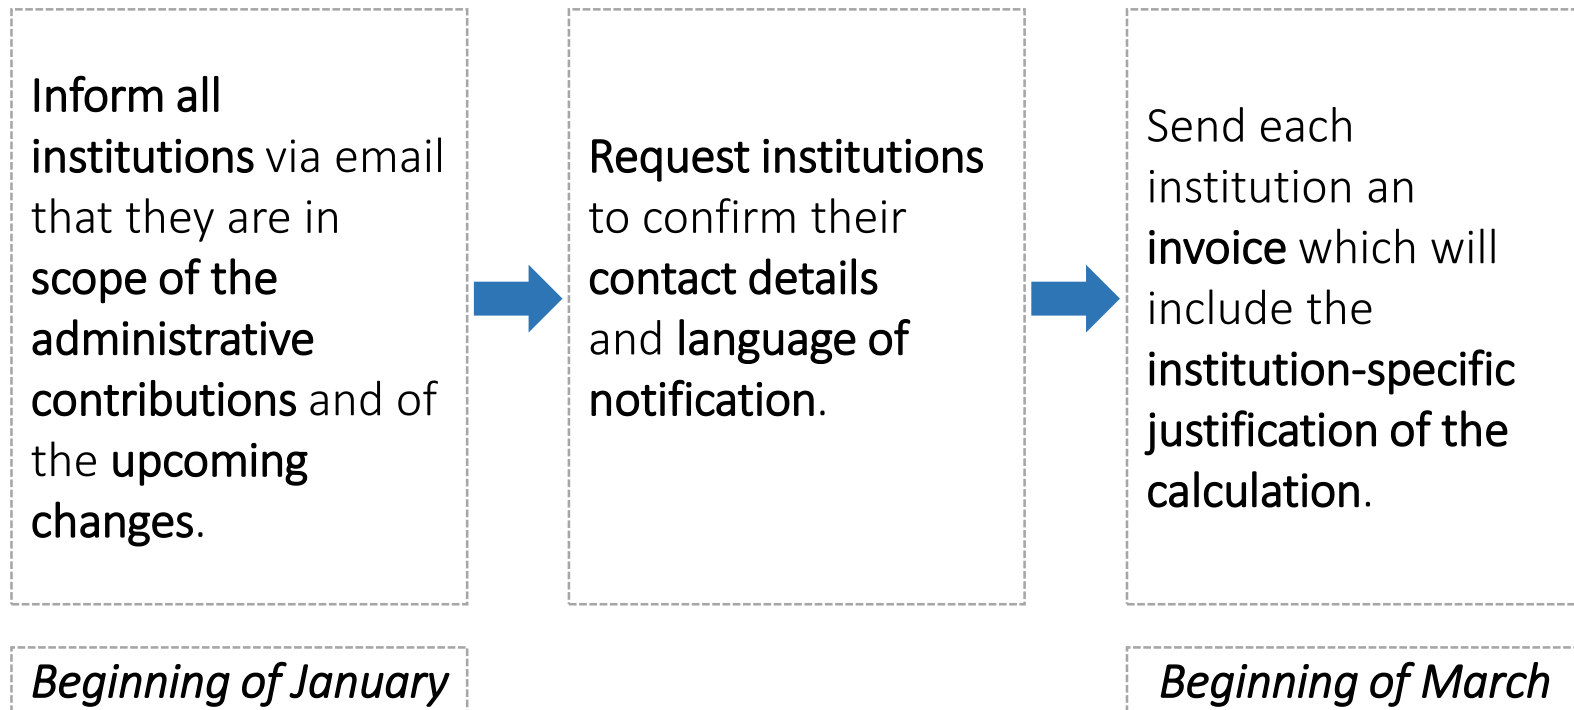 Inform all
institutions via email
that they are in
scope of the
administrative
contributions and of
the upcoming
changes.
Request institutions
to confirm their
contact details
and language of
notification.
Send each
institution an
invoice which will
include the
institution-specific
justification of the
calculation.
Beginning of January
Beginning of March